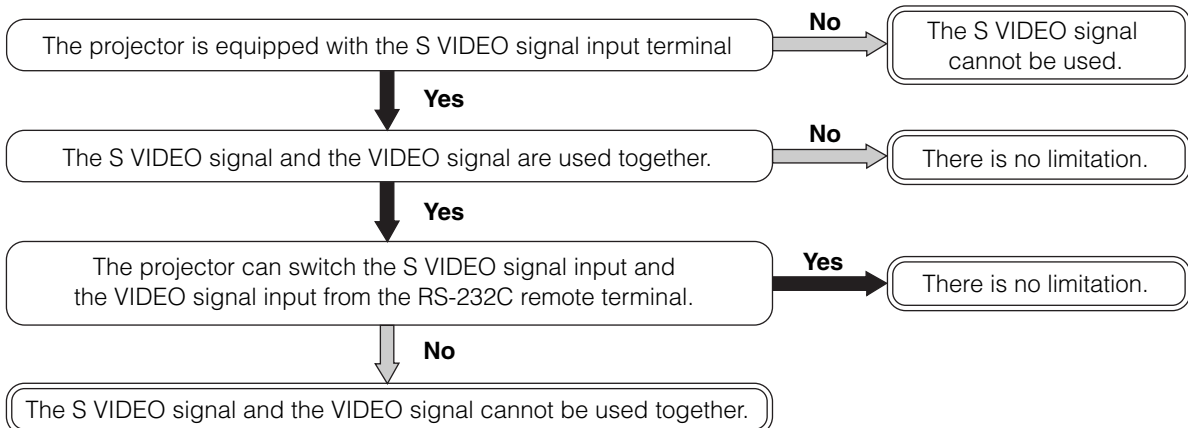 The projector is equipped with the S VIDEO signal input terminal
No
The S VIDEO signal
cannot be used.
Yes
The S VIDEO signal and the VIDEO signal are used together.
No
There is no limitation.
Yes
The projector can switch the S VIDEO signal input and
the VIDEO signal input from the RS-232C remote terminal.
Yes
There is no limitation.
No
The S VIDEO signal and the VIDEO signal cannot be used together.